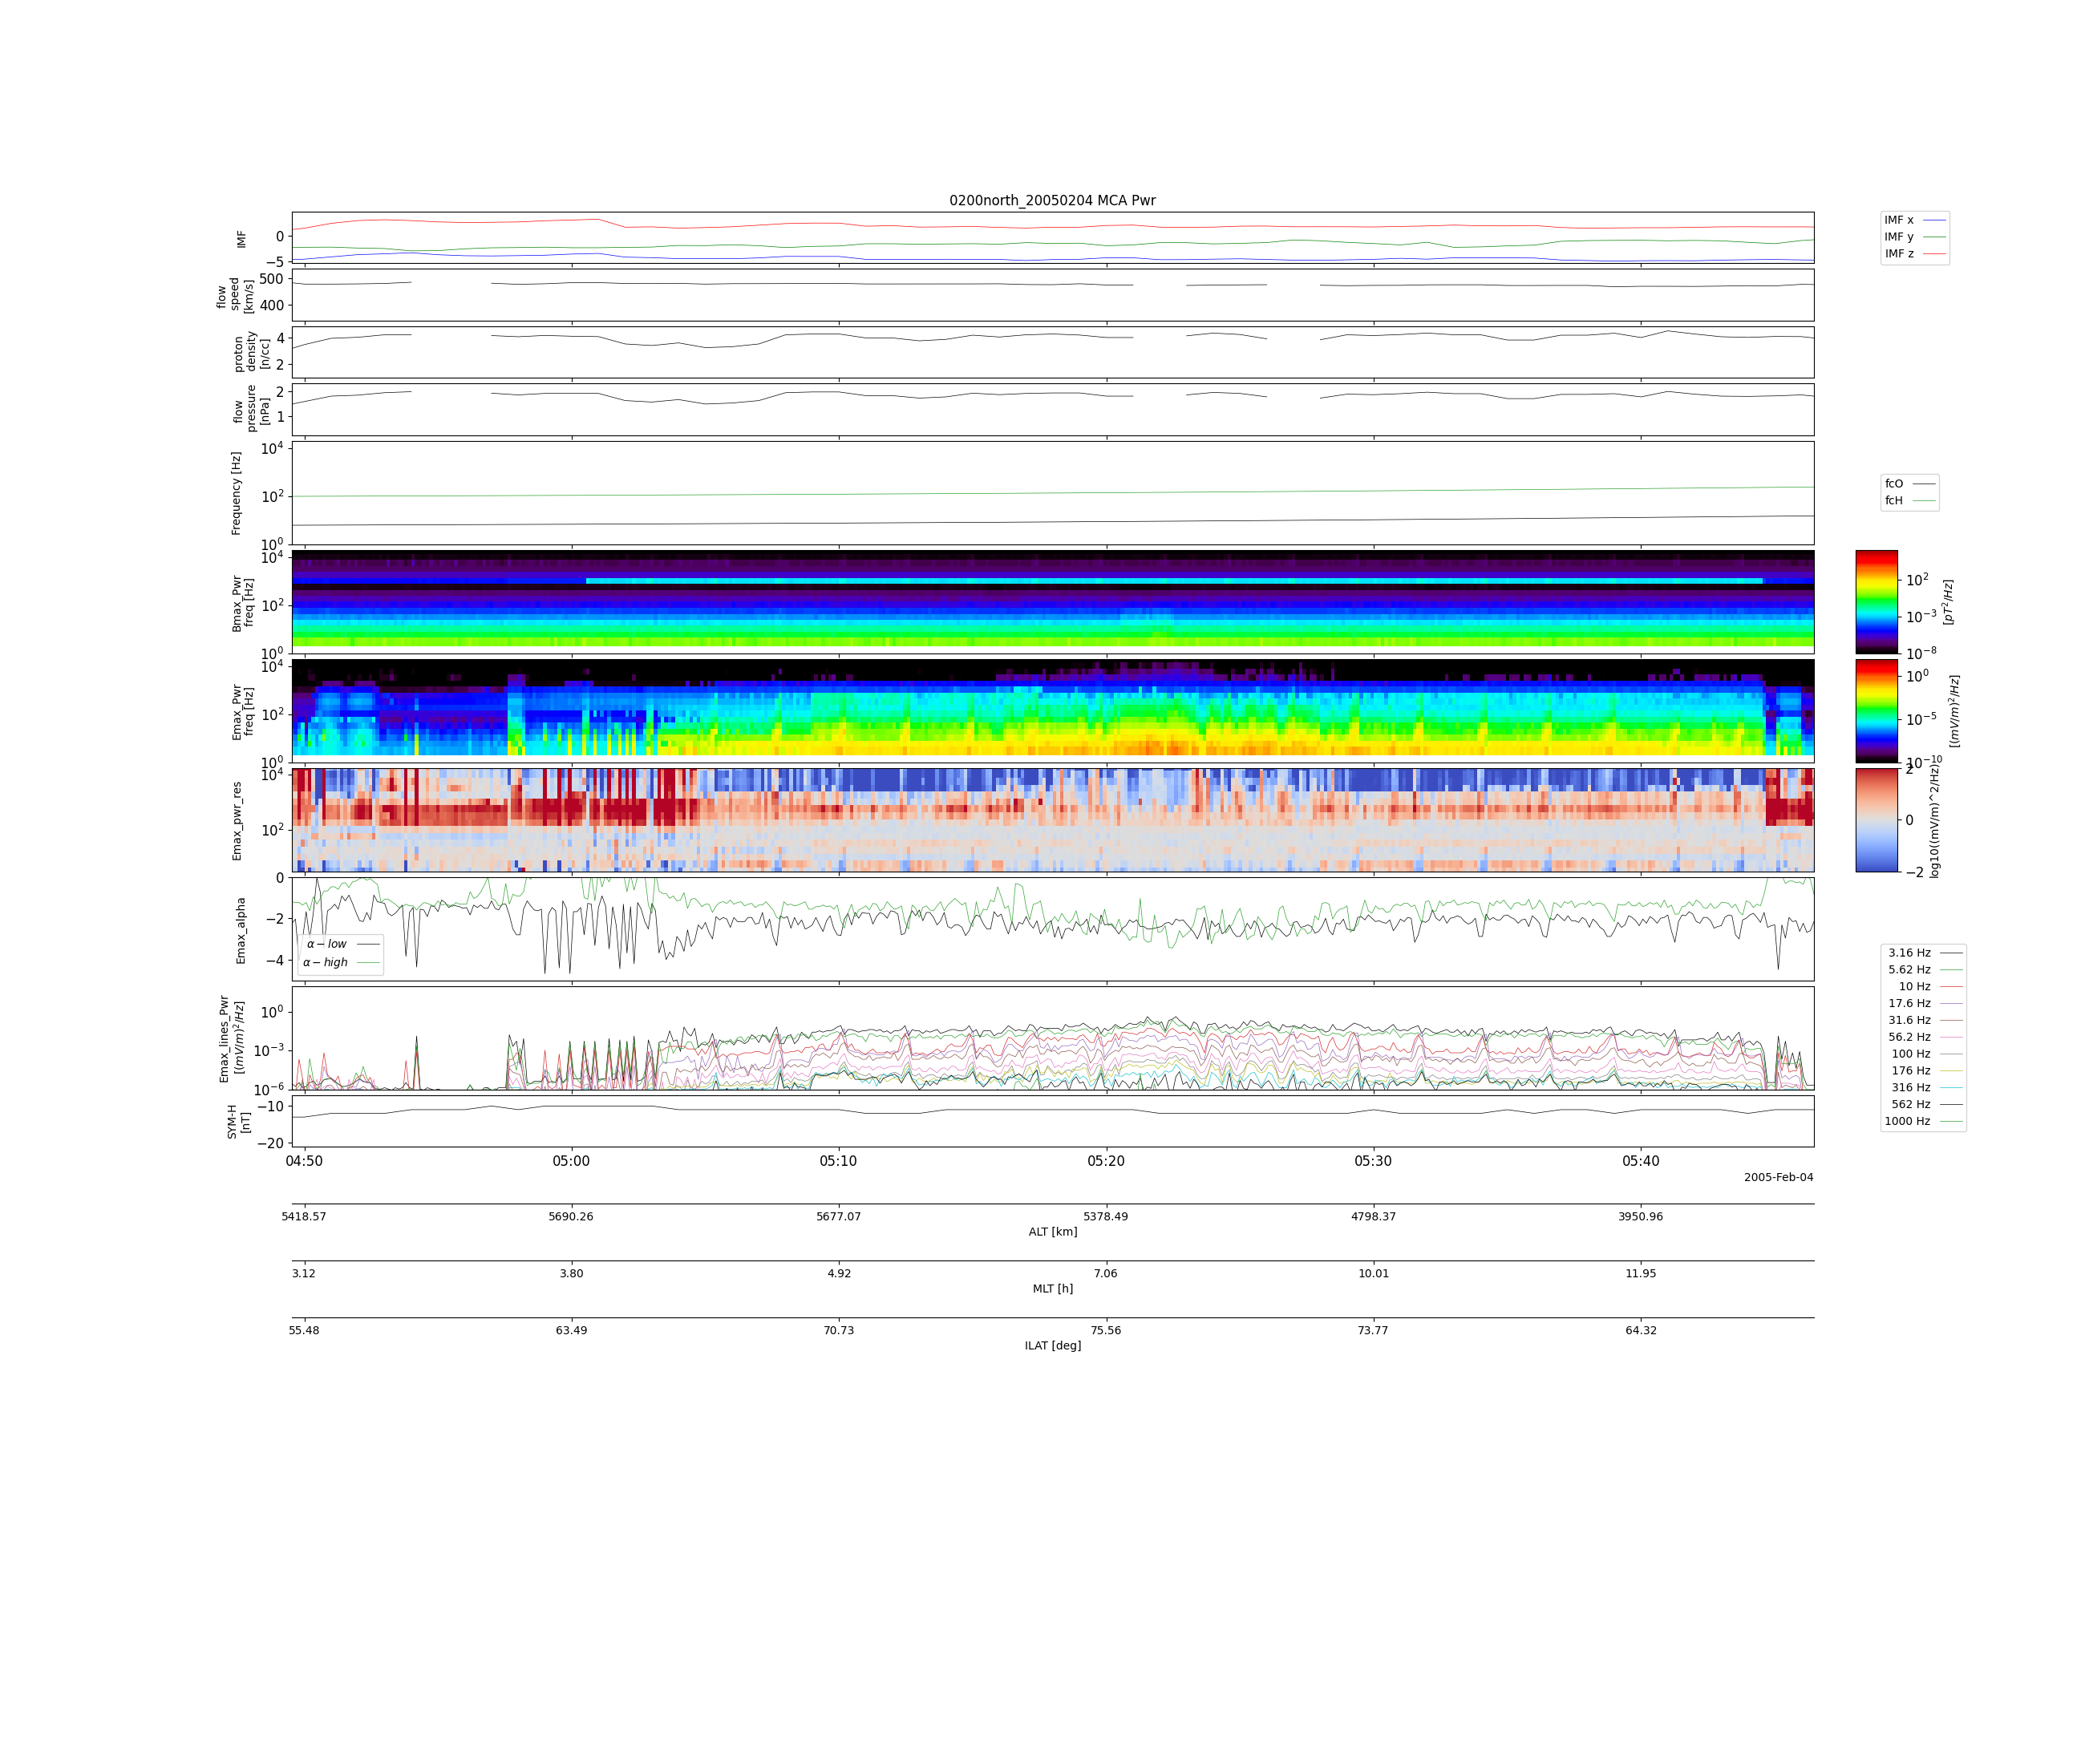 0200north_20050204 MCA Pwr
IMF
0
−5
IMF x
IMF y
IMF z
flow
speed
[km/s]
500
400
proton
density
[n/cc]
4
2
flow
pressure
[nPa]
2
1
Frequency [Hz]
10^4
10^2
10^0
fcO
fcH
Bmax_Pwr
freq [Hz]
10^4
10^2
10^0
10^2
10^−3
10^−8
[pT^2/Hz]
Emax_Pwr
freq [Hz]
10^4
10^2
10^0
10^0
10^−5
10^−10
[(mV/m)^2/Hz]
Emax_pwr_res
10^4
10^2
2
0
−2
log10((mV/m)^2/Hz)
Emax_alpha
0
−2
−4
α − low
α − high
Emax_lines_Pwr
[(mV/m)^2/Hz]
10^0
10^−3
10^−6
3.16 Hz
5.62 Hz
10 Hz
17.6 Hz
31.6 Hz
56.2 Hz
100 Hz
176 Hz
316 Hz
562 Hz
1000 Hz
SYM-H
[nT]
−10
−20
04:50 05:00 05:10 05:20 05:30 05:40
2005-Feb-04
5418.57 5690.26 5677.07 5378.49 4798.37 3950.96
ALT [km]
3.12 3.80 4.92 7.06 10.01 11.95
MLT [h]
55.48 63.49 70.73 75.56 73.77 64.32
ILAT [deg]